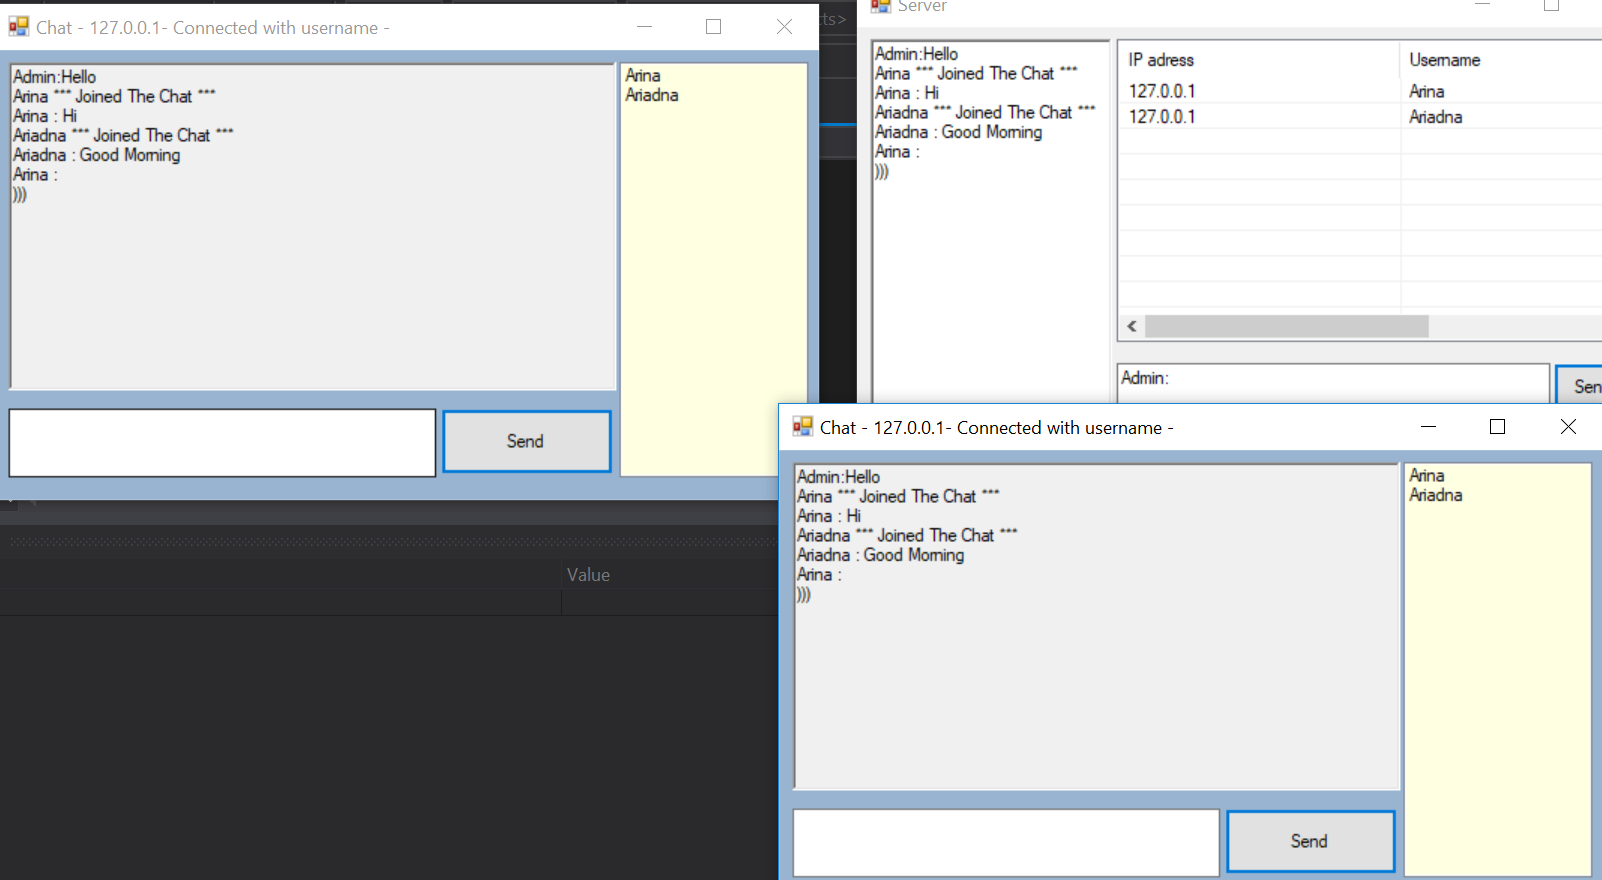 Chat - 127.0.0.1- Connected with username -
Admin:Hello
Arina *** Joined The Chat ***
Arina : Hi
Ariadna *** Joined The Chat ***
Ariadna : Good Morning
Arina :
)))
Arina
Ariadna
Send
cts>
Server
Admin:Hello
Arina *** Joined The Chat ***
Arina : Hi
Ariadna *** Joined The Chat ***
Ariadna : Good Morning
Arina :
)))
IP adress Username
127.0.0.1 Arina
127.0.0.1 Ariadna
Admin:
Sen
Chat - 127.0.0.1- Connected with username -
Admin:Hello
Arina *** Joined The Chat ***
Arina : Hi
Ariadna *** Joined The Chat ***
Ariadna : Good Morning
Arina :
)))
Arina
Ariadna
Send
Value